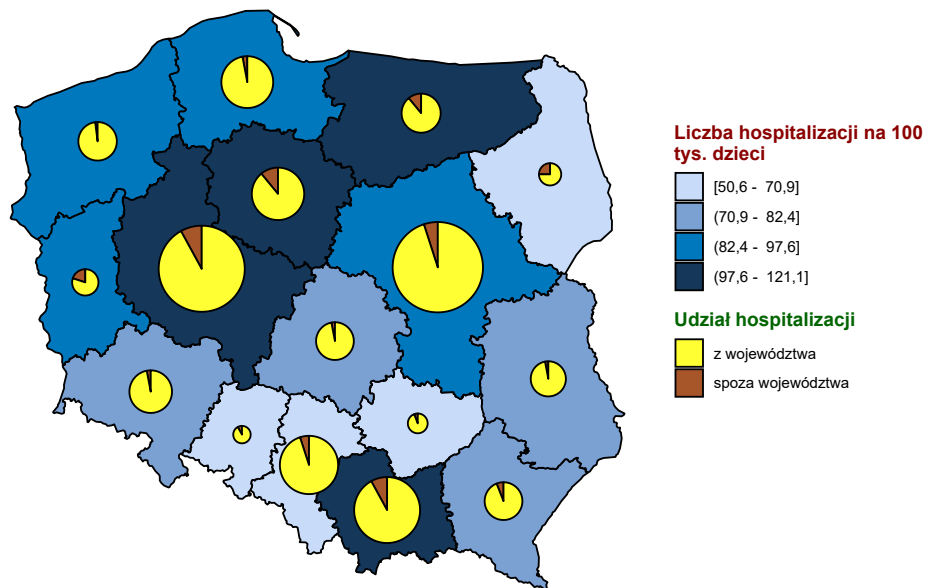 Liczba hospitalizacji na 100
tys. dzieci
[50,6 - 70,9]
(70,9 - 82,4]
(82,4 - 97,6]
(97,6 - 121,1]
Udział hospitalizacji
z województwa
spoza województwa